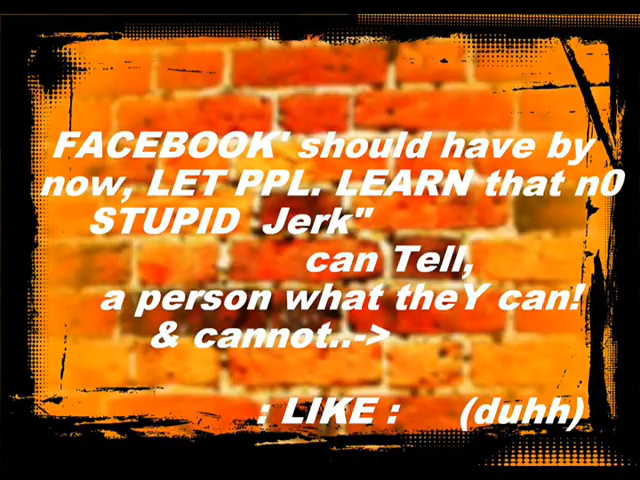 FACEBOOK' should have by
now, LET PPL. LEARN that n0
STUPID Jerk"
can Tell,
a person what theY can!
& cannot..->
: LIKE : (duhh)